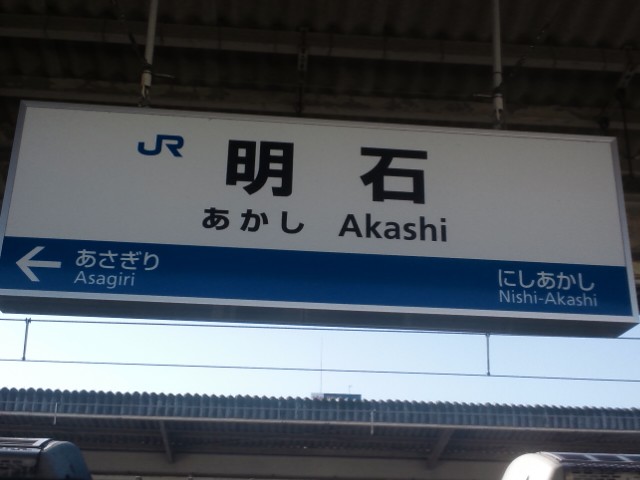 JR 明石
あかし Akashi
← あさぎり
Asagiri
にしあかし
Nishi-Akashi